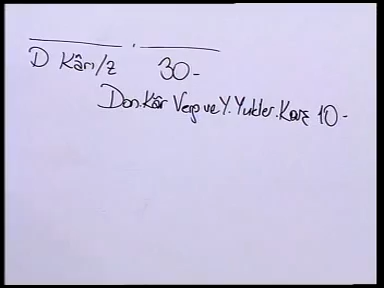 D Kârı/z 30-
Dön.Kâr Vergi ve Y. Yükler. Karş 10-